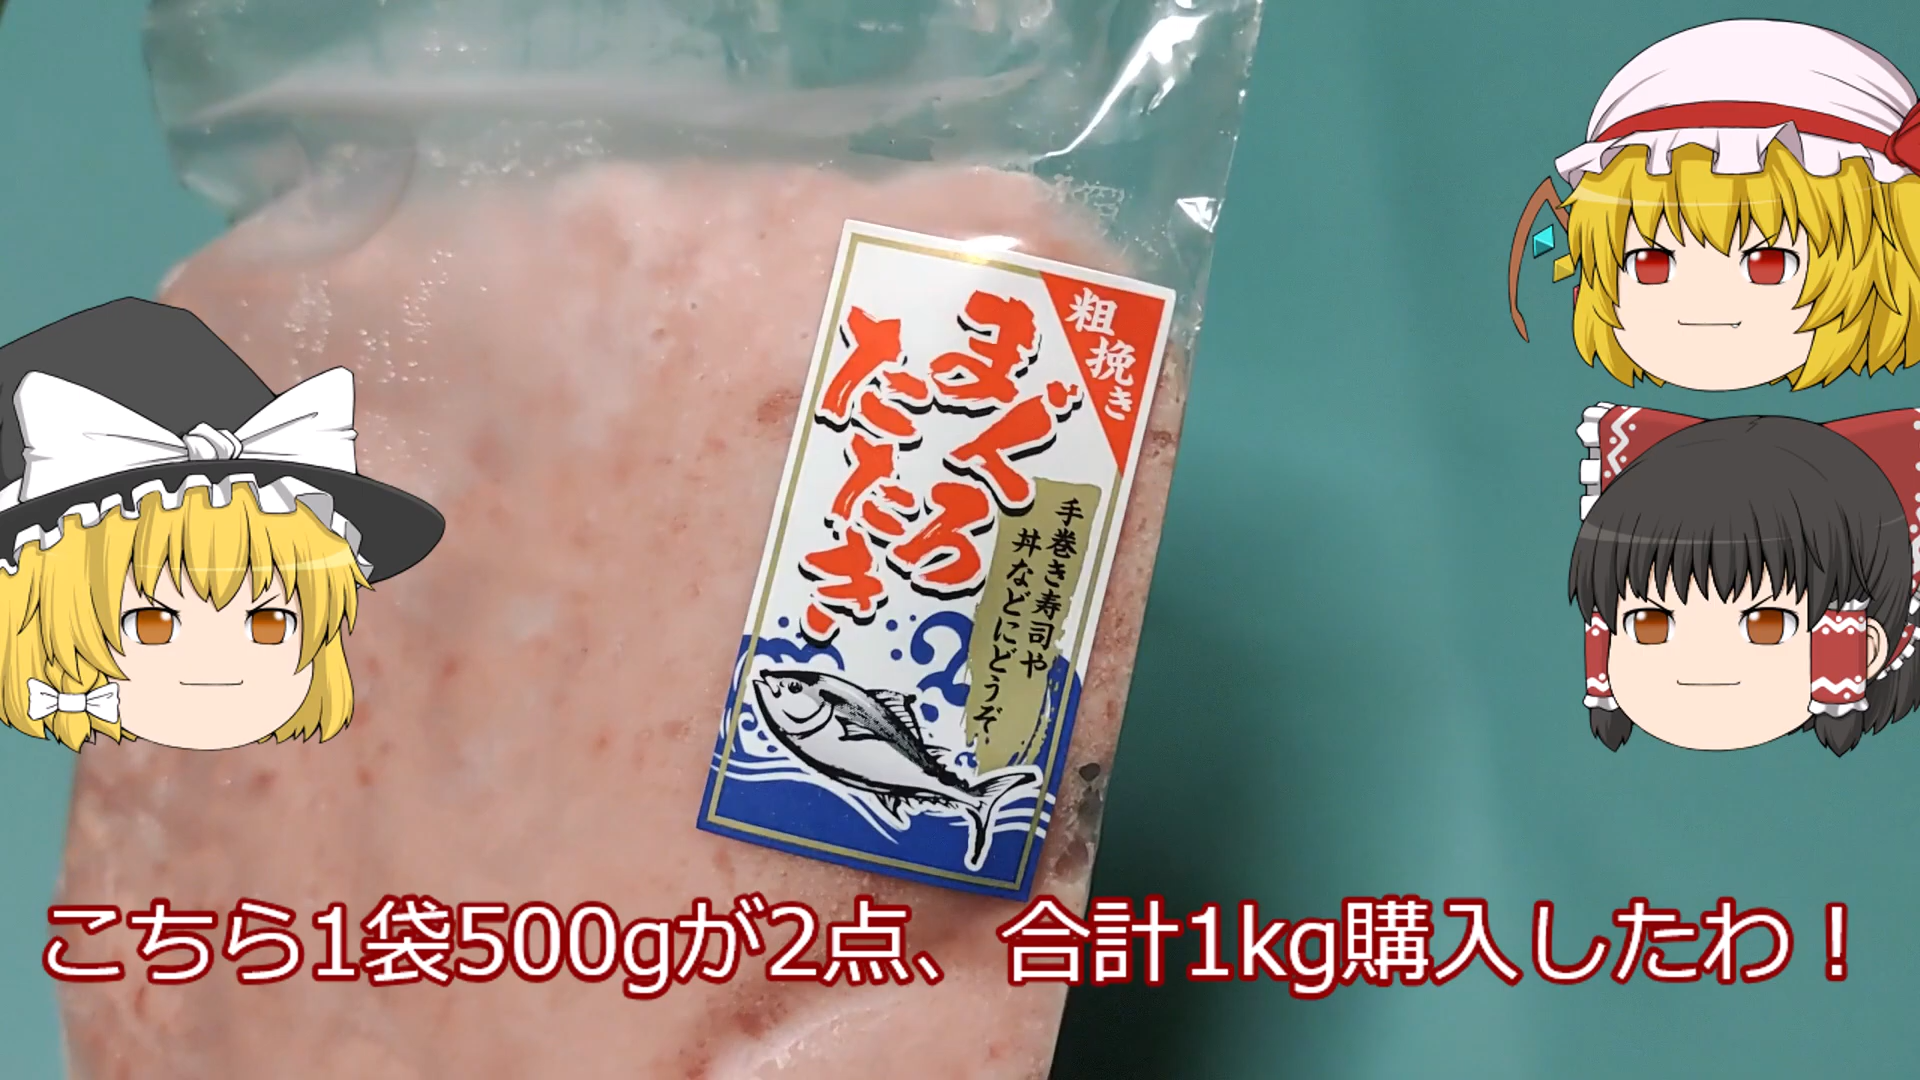 粗挽き
まぐろ
たたき
手巻き寿司や
丼などにどうぞ、
こちら1袋500gが2点、合計1kg購入したわ！